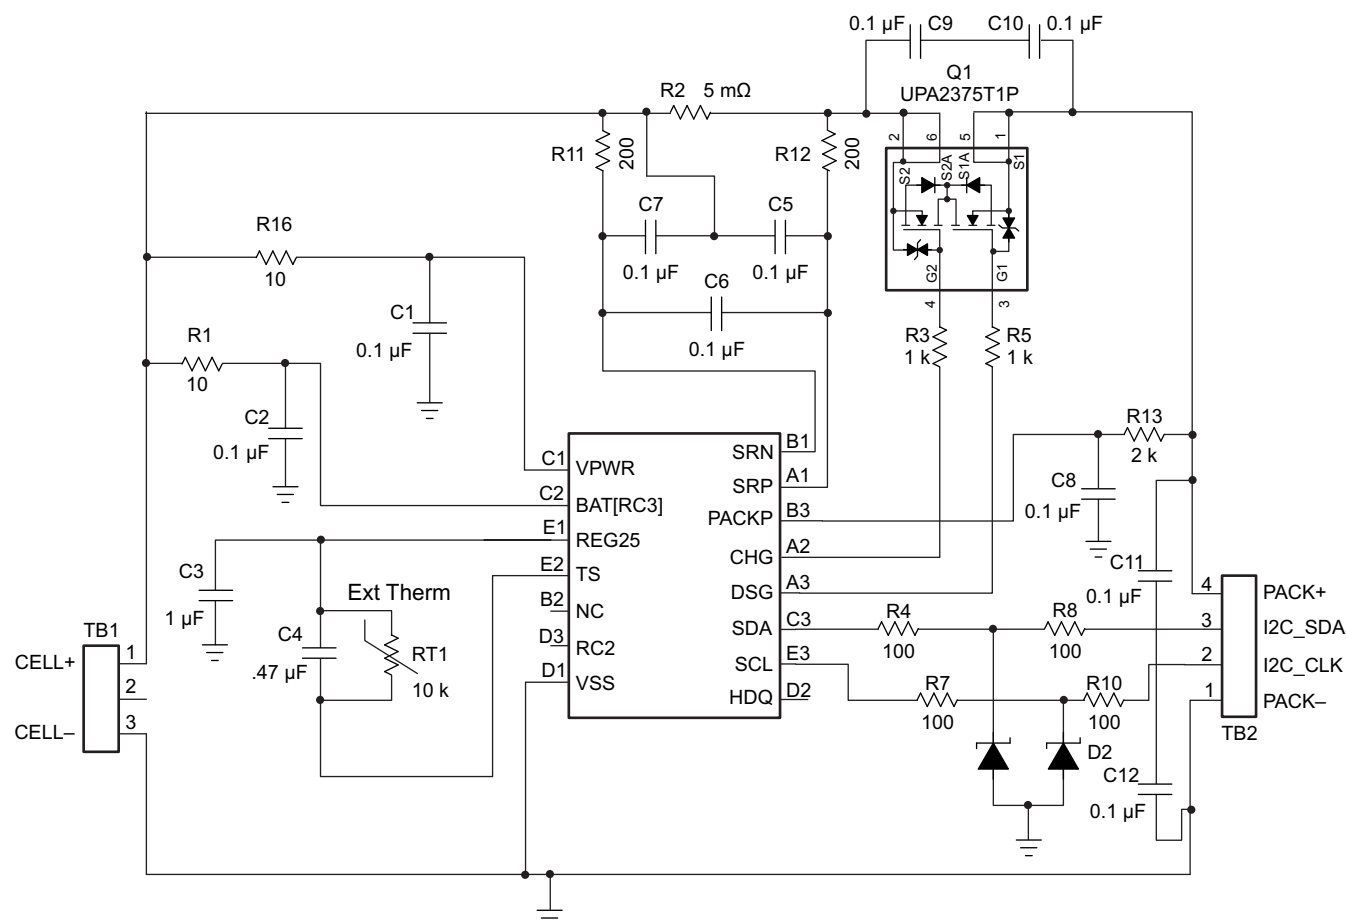 0.1 µF
C9
C10
0.1 µF
Q1
UPA2375T1P
R2
5 mΩ
R11
200
R12
200
2
6
5
1
S2
S2A
S1A
S1
G2
G1
4
3
C7
0.1 µF
C5
0.1 µF
C6
0.1 µF
R16
10
C1
0.1 µF
R1
10
C2
0.1 µF
R3
1 k
R5
1 k
R13
2 k
C8
0.1 µF
C1
VPWR
C2
BAT[RC3]
E1
REG25
E2
TS
B2
NC
D3
RC2
D1
VSS
SRN
B1
SRP
A1
PACKP
B3
CHG
A2
DSG
A3
SDA
C3
SCL
E3
HDQ
D2
C3
1 µF
Ext Therm
C4
.47 µF
RT1
10 k
TB1
CELL+
1
2
CELL–
3
R4
100
R8
100
R7
100
R10
100
D2
C11
0.1 µF
C12
0.1 µF
4
PACK+
3
I2C_SDA
2
I2C_CLK
1
PACK–
TB2